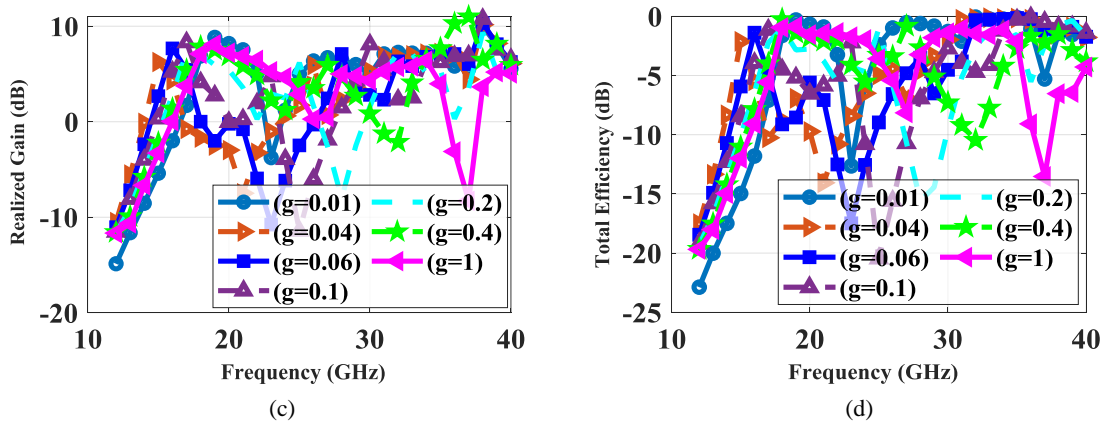 10
0
-10
-20
10 20 30 40
Realized Gain (dB)
Frequency (GHz)
(g=0.01)
(g=0.04)
(g=0.06)
(g=0.1)
(g=0.2)
(g=0.4)
(g=1)
(c)
0
-5
-10
-15
-20
-25
10 20 30 40
Total Efficiency (dB)
Frequency (GHz)
(g=0.01)
(g=0.04)
(g=0.06)
(g=0.1)
(g=0.2)
(g=0.4)
(g=1)
(d)